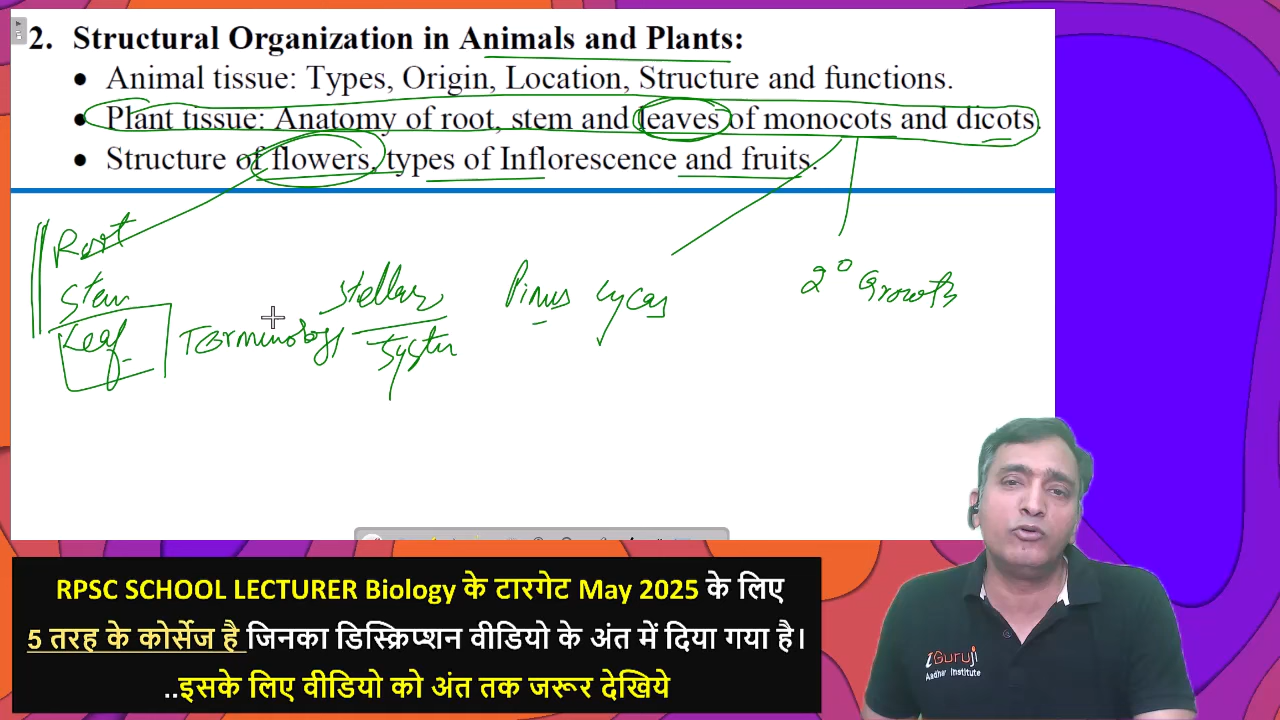 2. Structural Organization in Animals and Plants:
• Animal tissue: Types, Origin, Location, Structure and functions.
• Plant tissue: Anatomy of root, stem and leaves of monocots and dicots.
• Structure of flowers, types of Inflorescence and fruits.
Root
Stem
Leaf
Terminology
Stellar
System
Pinus Cycas
2° Growth
RPSC SCHOOL LECTURER Biology के टारगेट May 2025 के लिए
5 तरह के कोर्सेज है जिनका डिस्क्रिप्शन वीडियो के अंत में दिया गया है।
..इसके लिए वीडियो को अंत तक जरूर देखिये
iGuruji
Aadhar Institute